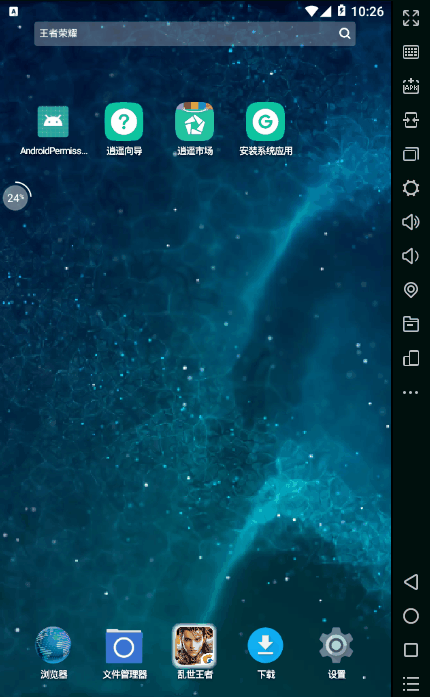 A
10:26
王者荣耀
AndroidPermiss...
逍遥向导
逍遥市场
安装系统应用
24%
APK
浏览器
文件管理器
乱世王者
下载
设置